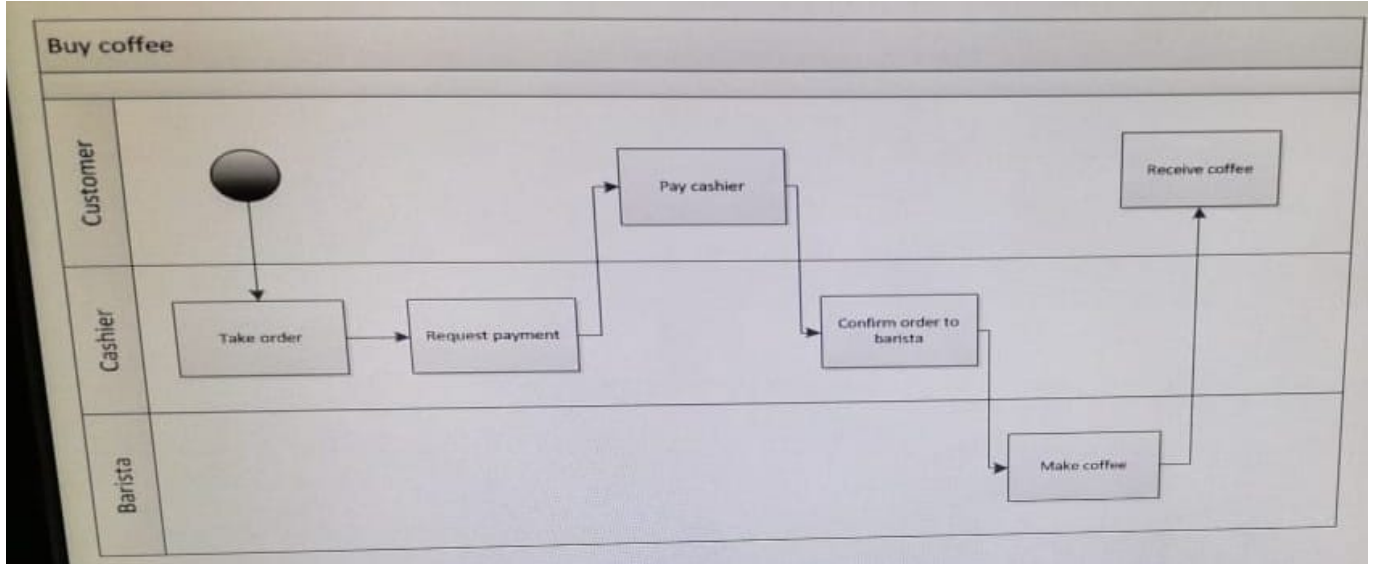 Buy coffee
Customer
Pay cashier
Receive coffee
Cashier
Take order
Request payment
Confirm order to
barista
Barista
Make coffee